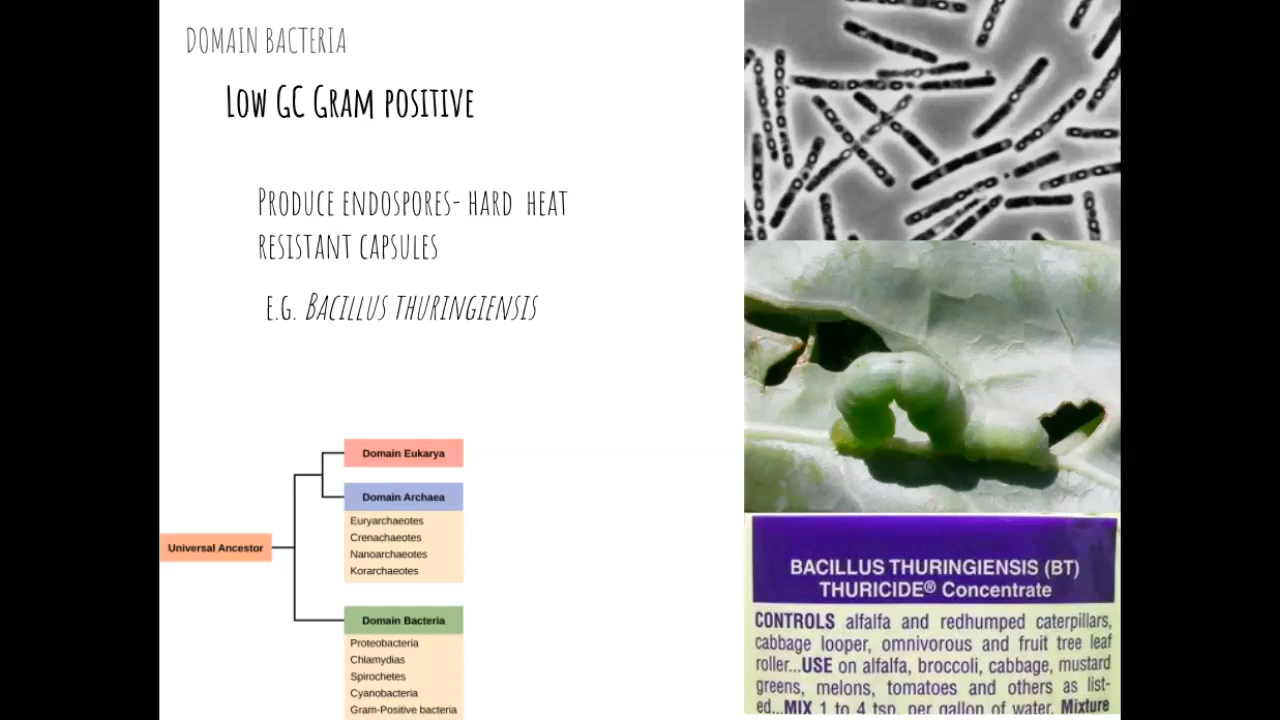 DOMAIN BACTERIA
LOW GC GRAM POSITIVE
PRODUCE ENDOSPORES- HARD HEAT
RESISTANT CAPSULES
E.G. BACILLUS THURINGIENSIS
Domain Eukarya
Domain Archaea
Euryarchaeotes
Crenachaeotes
Nanoarchaeotes
Korarchaeotes
Universal Ancestor
Domain Bacteria
Proteobacteria
Chlamydias
Spirochetes
Cyanobacteria
Gram-Positive bacteria
BACILLUS THURINGIENSIS (BT)
THURICIDE® Concentrate
CONTROLS alfalfa and redhumped caterpillars,
cabbage looper, omnivorous and fruit tree leaf
roller...USE on alfalfa, broccoli, cabbage, mustard
greens, melons, tomatoes and others as list-
ed...MIX 1 to 4 tsp. per gallon of water. Mixture